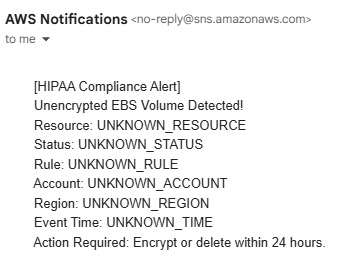 AWS Notifications <no-reply@sns.amazonaws.com>
to me
[HIPAA Compliance Alert]
Unencrypted EBS Volume Detected!
Resource: UNKNOWN_RESOURCE
Status: UNKNOWN_STATUS
Rule: UNKNOWN_RULE
Account: UNKNOWN_ACCOUNT
Region: UNKNOWN_REGION
Event Time: UNKNOWN_TIME
Action Required: Encrypt or delete within 24 hours.